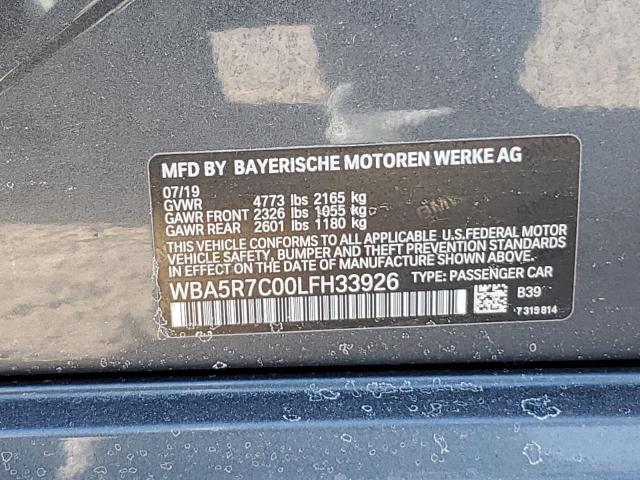 MFD BY BAYERISCHE MOTOREN WERKE AG
07/19
GVWR 4773 lbs 2165 kg
GAWR FRONT 2326 lbs 1055 kg
GAWR REAR 2601 lbs 1180 kg
THIS VEHICLE CONFORMS TO ALL APPLICABLE U.S.FEDERAL MOTOR
VEHICLE SAFETY, BUMPER, AND THEFT PREVENTION STANDARDS
IN EFFECT ON THE DATE OF MANUFACTURE SHOWN ABOVE.
WBA5R7C00LFH33926 TYPE: PASSENGER CAR
B39
7319814